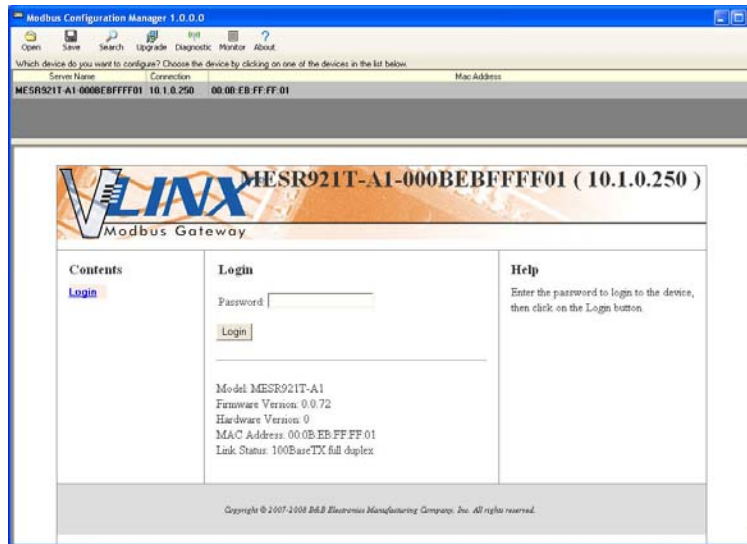 Modbus Configuration Manager 1.0.0.0
Open Save Search Upgrade Diagnostic Monitor About
Which device do you want to configure? Choose the device by clicking on one of the devices in the list below.
Server Name Connection Mac Address
MESR921T-A1-000BEBFFFF01 10.1.0.250 00:0B:EB:FF:FF:01
VLINX
Modbus Gateway
MESR921T-A1-000BEBFFFF01 ( 10.1.0.250 )
Contents
Login
Login
Password:
Login
Model: MESR921T-A1
Firmware Version: 0.0.72
Hardware Version: 0
MAC Address: 00:0B:EB:FF:FF:01
Link Status: 100BaseTX full duplex
Help
Enter the password to login to the device,
then click on the Login button.
Copyright © 2007-2008 B&B Electronics Manufacturing Company, Inc. All rights reserved.